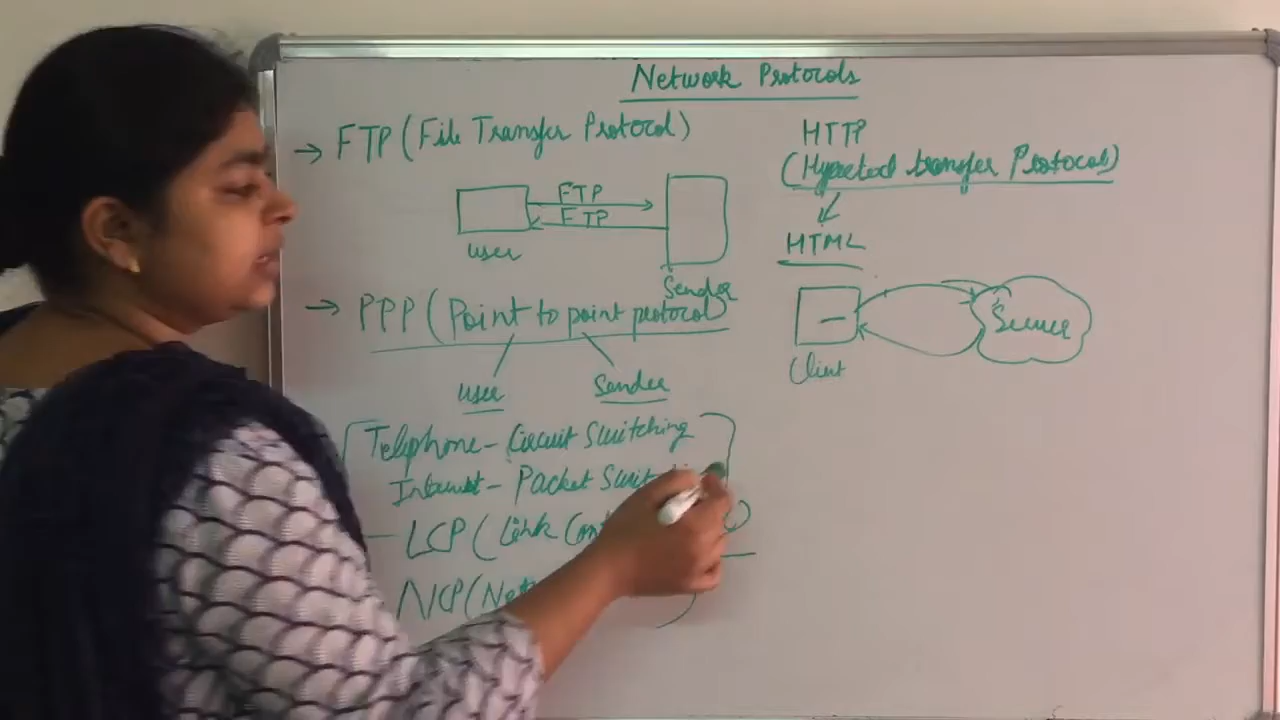 Network Protocols
→ FTP (File Transfer Protocol)
FTP
FTP
user
Sender
→ PPP (Point to point protocol)
user Sender
Telephone - Circuit Switching
Internet - Packet Switching
- LCP (Link
NCP (
HTTP
(Hypertext transfer Protocol)
HTML
Client
Server